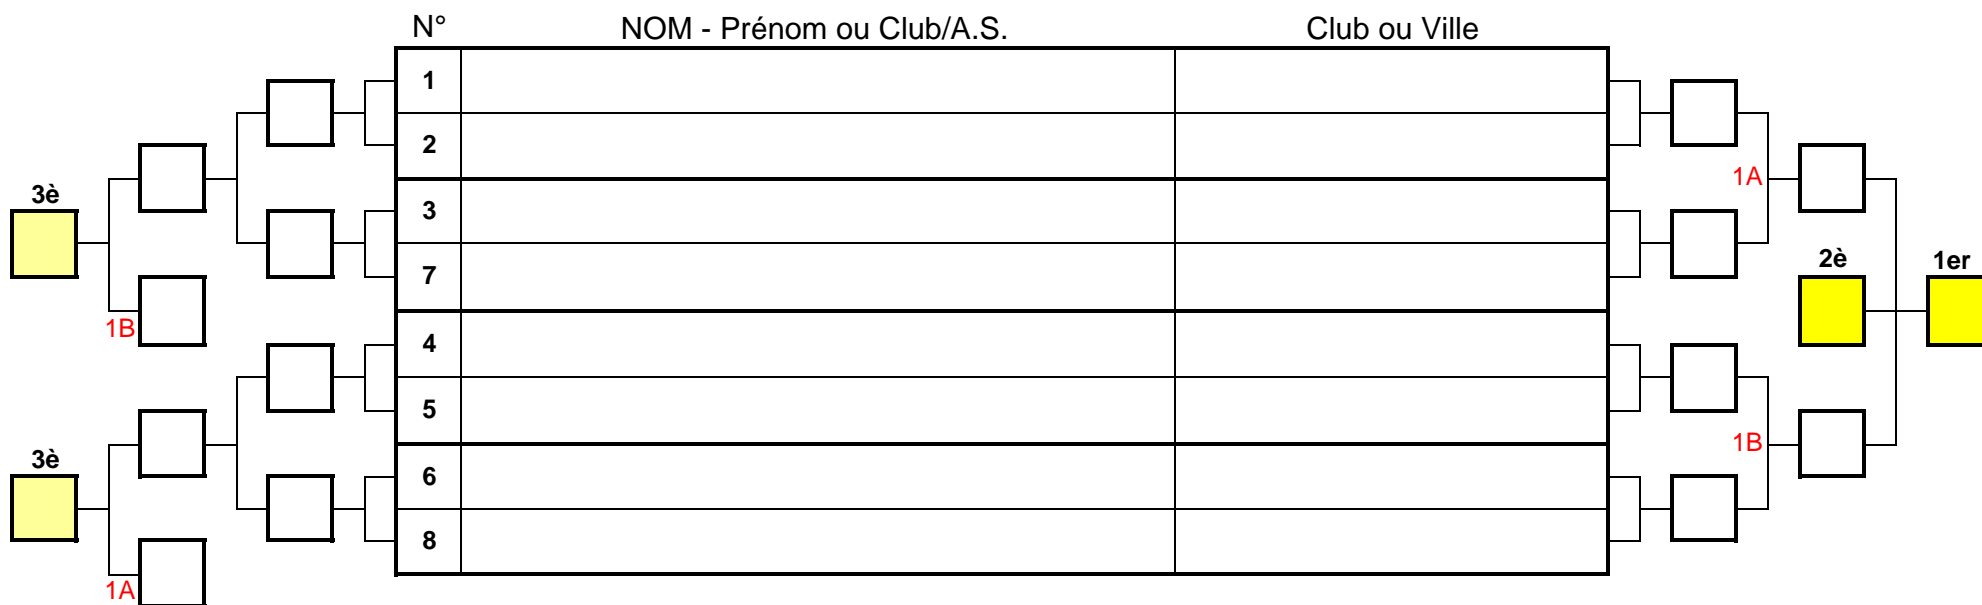 N° NOM - Prénom ou Club/A.S. Club ou Ville
1
2
1A
3è
3
7
2è
1er
1B
4
5
1B
3è
6
8
1A